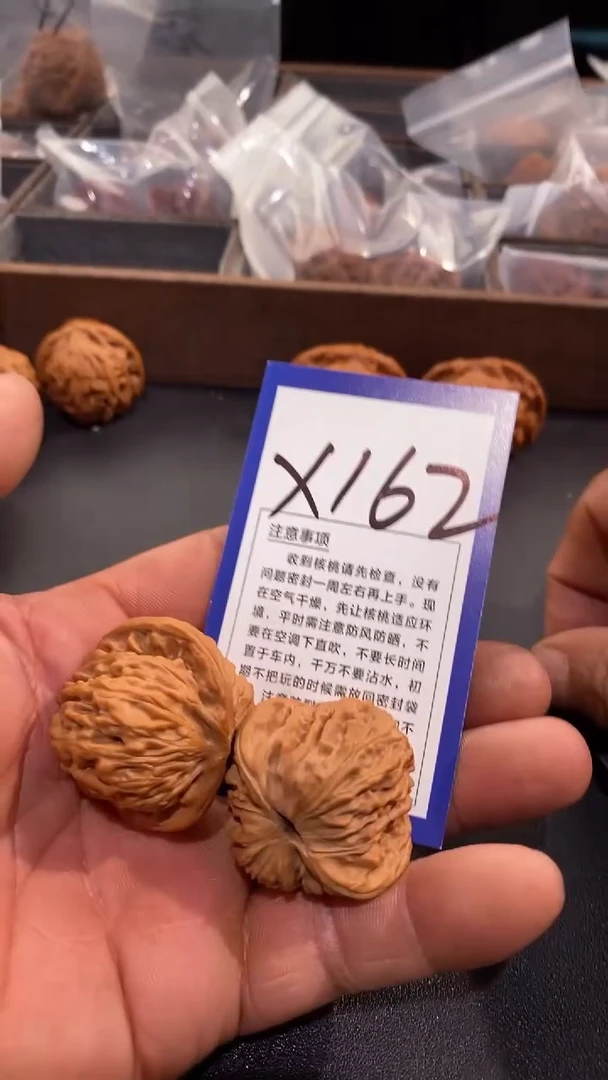 X162
注意事项
收到核桃请先检查，没有
问题密封一周左右再上手。现
在空气干燥，先让核桃适应环
境，平时需注意防风防晒，不
要在空调下直吹，不要长时间
置于车内，千万不要沾水，初
期不把玩的时候需放回密封袋